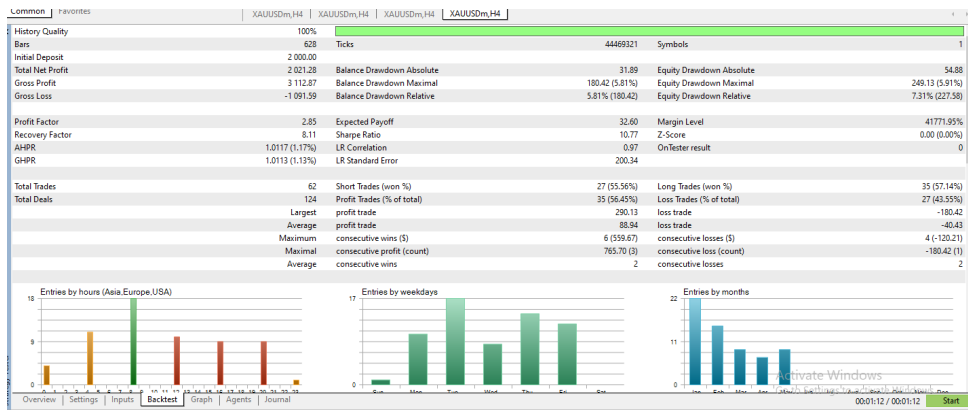 Common Favorites XAUUSDm,H4 XAUUSDm,H4 XAUUSDm,H4 XAUUSDm,H4
History Quality 100%
Bars 628 Ticks 44469321 Symbols 1
Initial Deposit 2 000.00
Total Net Profit 2 021.28 Balance Drawdown Absolute 31.89 Equity Drawdown Absolute 54.88
Gross Profit 3 112.87 Balance Drawdown Maximal 180.42 (5.81%) Equity Drawdown Maximal 249.13 (5.91%)
Gross Loss -1 091.59 Balance Drawdown Relative 5.81% (180.42) Equity Drawdown Relative 7.31% (227.58)
Profit Factor 2.85 Expected Payoff 32.60 Margin Level 41771.95%
Recovery Factor 8.11 Sharpe Ratio 10.77 Z-Score 0.00 (0.00%)
AHPR 1.0117 (1.17%) LR Correlation 0.97 OnTester result 0
GHPR 1.0113 (1.13%) LR Standard Error 200.34
Total Trades 62 Short Trades (won %) 27 (55.56%) Long Trades (won %) 35 (57.14%)
Total Deals 124 Profit Trades (% of total) 35 (56.45%) Loss Trades (% of total) 27 (43.55%)
Largest profit trade 290.13 loss trade -180.42
Average profit trade 88.94 loss trade -40.43
Maximum consecutive wins ($) 6 (559.67) consecutive losses ($) 4 (-120.21)
Maximal consecutive profit (count) 765.70 (3) consecutive loss (count) -180.42 (1)
Average consecutive wins 2 consecutive losses 2
Entries by hours (Asia,Europe,USA) Entries by weekdays Entries by months
18 17 22
9 11
0 0 0
Activate Windows
Overview Settings Inputs Backtest Graph Agents Journal 00:01:12 / 00:01:12 Start